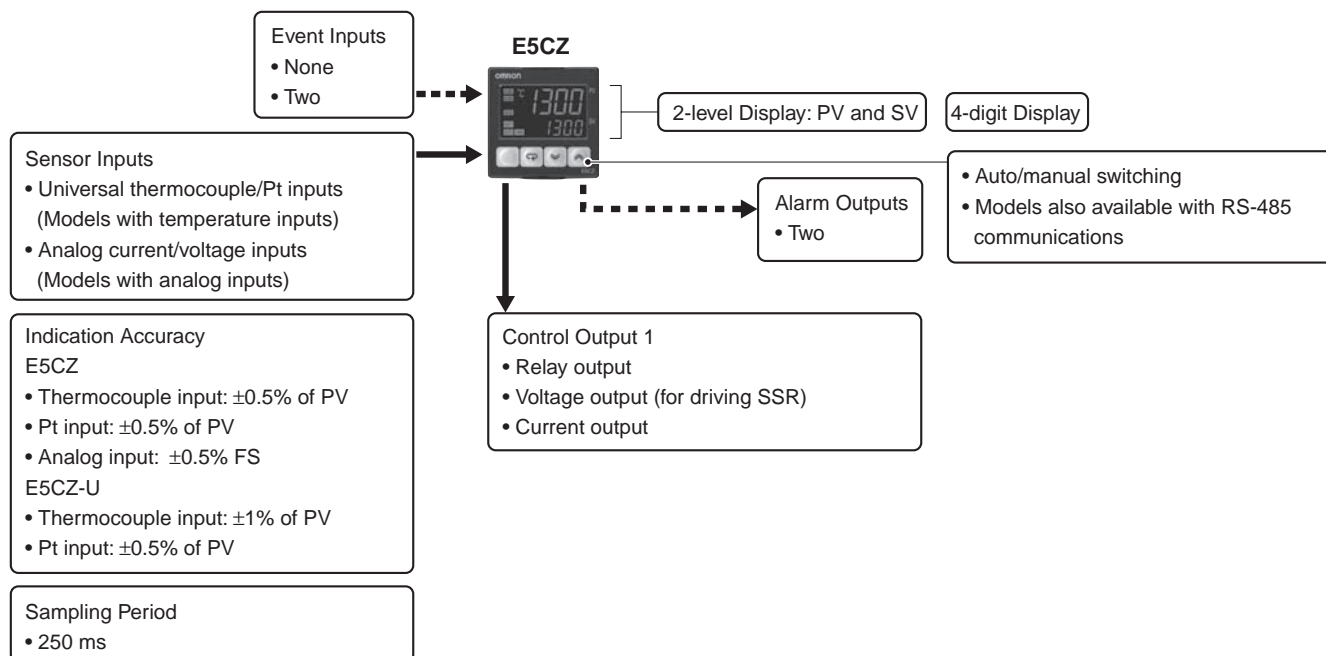 Event Inputs
• None
• Two
E5CZ
OMRON
℃
1300
PV
1300
SV
E5CZ
2-level Display: PV and SV
4-digit Display
Sensor Inputs
• Universal thermocouple/Pt inputs
(Models with temperature inputs)
• Analog current/voltage inputs
(Models with analog inputs)
• Auto/manual switching
• Models also available with RS-485
communications
Alarm Outputs
• Two
Indication Accuracy
E5CZ
• Thermocouple input: ±0.5% of PV
• Pt input: ±0.5% of PV
• Analog input: ±0.5% FS
E5CZ-U
• Thermocouple input: ±1% of PV
• Pt input: ±0.5% of PV
Control Output 1
• Relay output
• Voltage output (for driving SSR)
• Current output
Sampling Period
• 250 ms